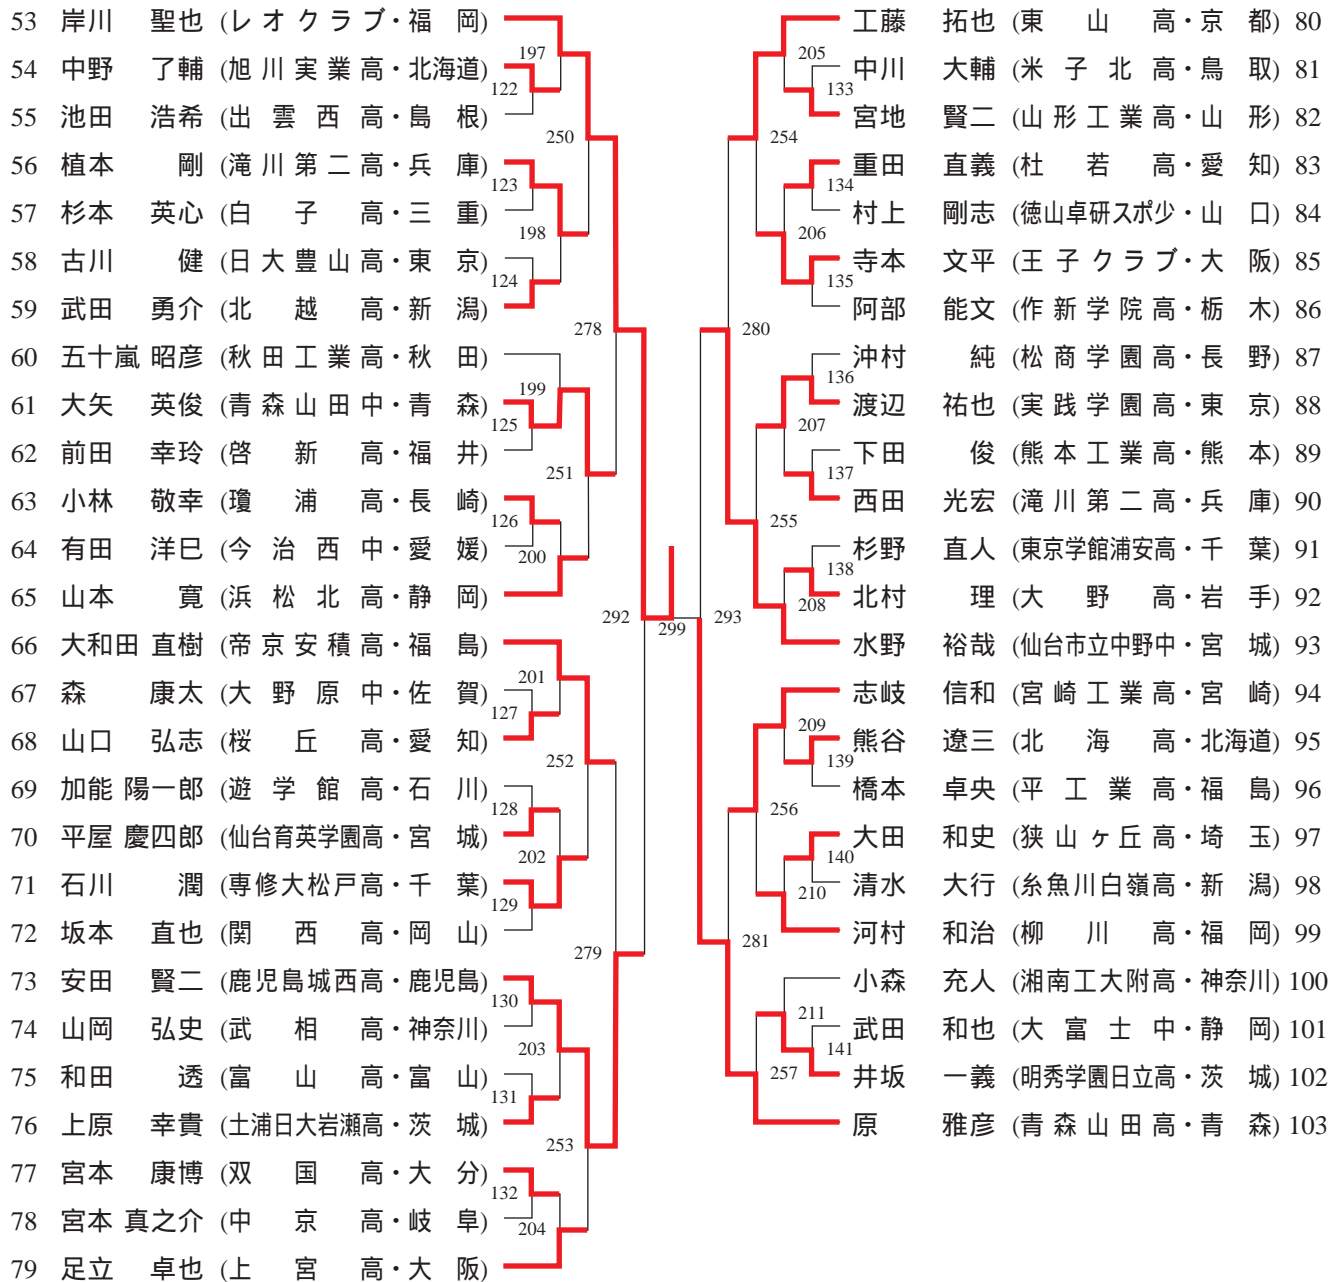 53 岸川 聖也 (レオクラブ・福岡)
54 中野 了輔 (旭川実業高・北海道)
55 池田 浩希 (出雲西高・島根)
56 植本 剛 (滝川第二高・兵庫)
57 杉本 英心 (白子高・三重)
58 古川 健 (日大豊山高・東京)
59 武田 勇介 (北越高・新潟)
60 五十嵐 昭彦 (秋田工業高・秋田)
61 大矢 英俊 (青森山田中・青森)
62 前田 幸玲 (啓新高・福井)
63 小林 敬幸 (瓊浦高・長崎)
64 有田 洋巳 (今治西中・愛媛)
65 山本 寛 (浜松北高・静岡)
66 大和田 直樹 (帝京安積高・福島)
67 森 康太 (大野原中・佐賀)
68 山口 弘志 (桜丘高・愛知)
69 加能 陽一郎 (遊学館高・石川)
70 平屋 慶四郎 (仙台育英学園高・宮城)
71 石川 潤 (専修大松戸高・千葉)
72 坂本 直也 (関西高・岡山)
73 安田 賢二 (鹿児島城西高・鹿児島)
74 山岡 弘史 (武相高・神奈川)
75 和田 透 (富山高・富山)
76 上原 幸貴 (土浦日大岩瀬高・茨城)
77 宮本 康博 (双国高・大分)
78 宮本 真之介 (中京高・岐阜)
79 足立 卓也 (上宮高・大阪)
197
122
250
123
198
124
278
199
125
251
126
200
292
299
201
127
252
128
202
129
279
130
203
131
253
132
204
205
133
254
134
206
135
280
136
207
137
255
138
208
293
209
139
256
140
210
281
211
141
257
工藤 拓也 (東山高・京都) 80
中川 大輔 (米子北高・鳥取) 81
宮地 賢二 (山形工業高・山形) 82
重田 直義 (杜若高・愛知) 83
村上 剛志 (徳山卓研スポ少・山口) 84
寺本 文平 (王子クラブ・大阪) 85
阿部 能文 (作新学院高・栃木) 86
沖村 純 (松商学園高・長野) 87
渡辺 祐也 (実践学園高・東京) 88
下田 俊 (熊本工業高・熊本) 89
西田 光宏 (滝川第二高・兵庫) 90
杉野 直人 (東京学館浦安高・千葉) 91
北村 理 (大野高・岩手) 92
水野 裕哉 (仙台市立中野中・宮城) 93
志岐 信和 (宮崎工業高・宮崎) 94
熊谷 遼三 (北海高・北海道) 95
橋本 卓央 (平工業高・福島) 96
大田 和史 (狭山ヶ丘高・埼玉) 97
清水 大行 (糸魚川白嶺高・新潟) 98
河村 和治 (柳川高・福岡) 99
小森 充人 (湘南工大附高・神奈川) 100
武田 和也 (大富士中・静岡) 101
井坂 一義 (明秀学園日立高・茨城) 102
原 雅彦 (青森山田高・青森) 103